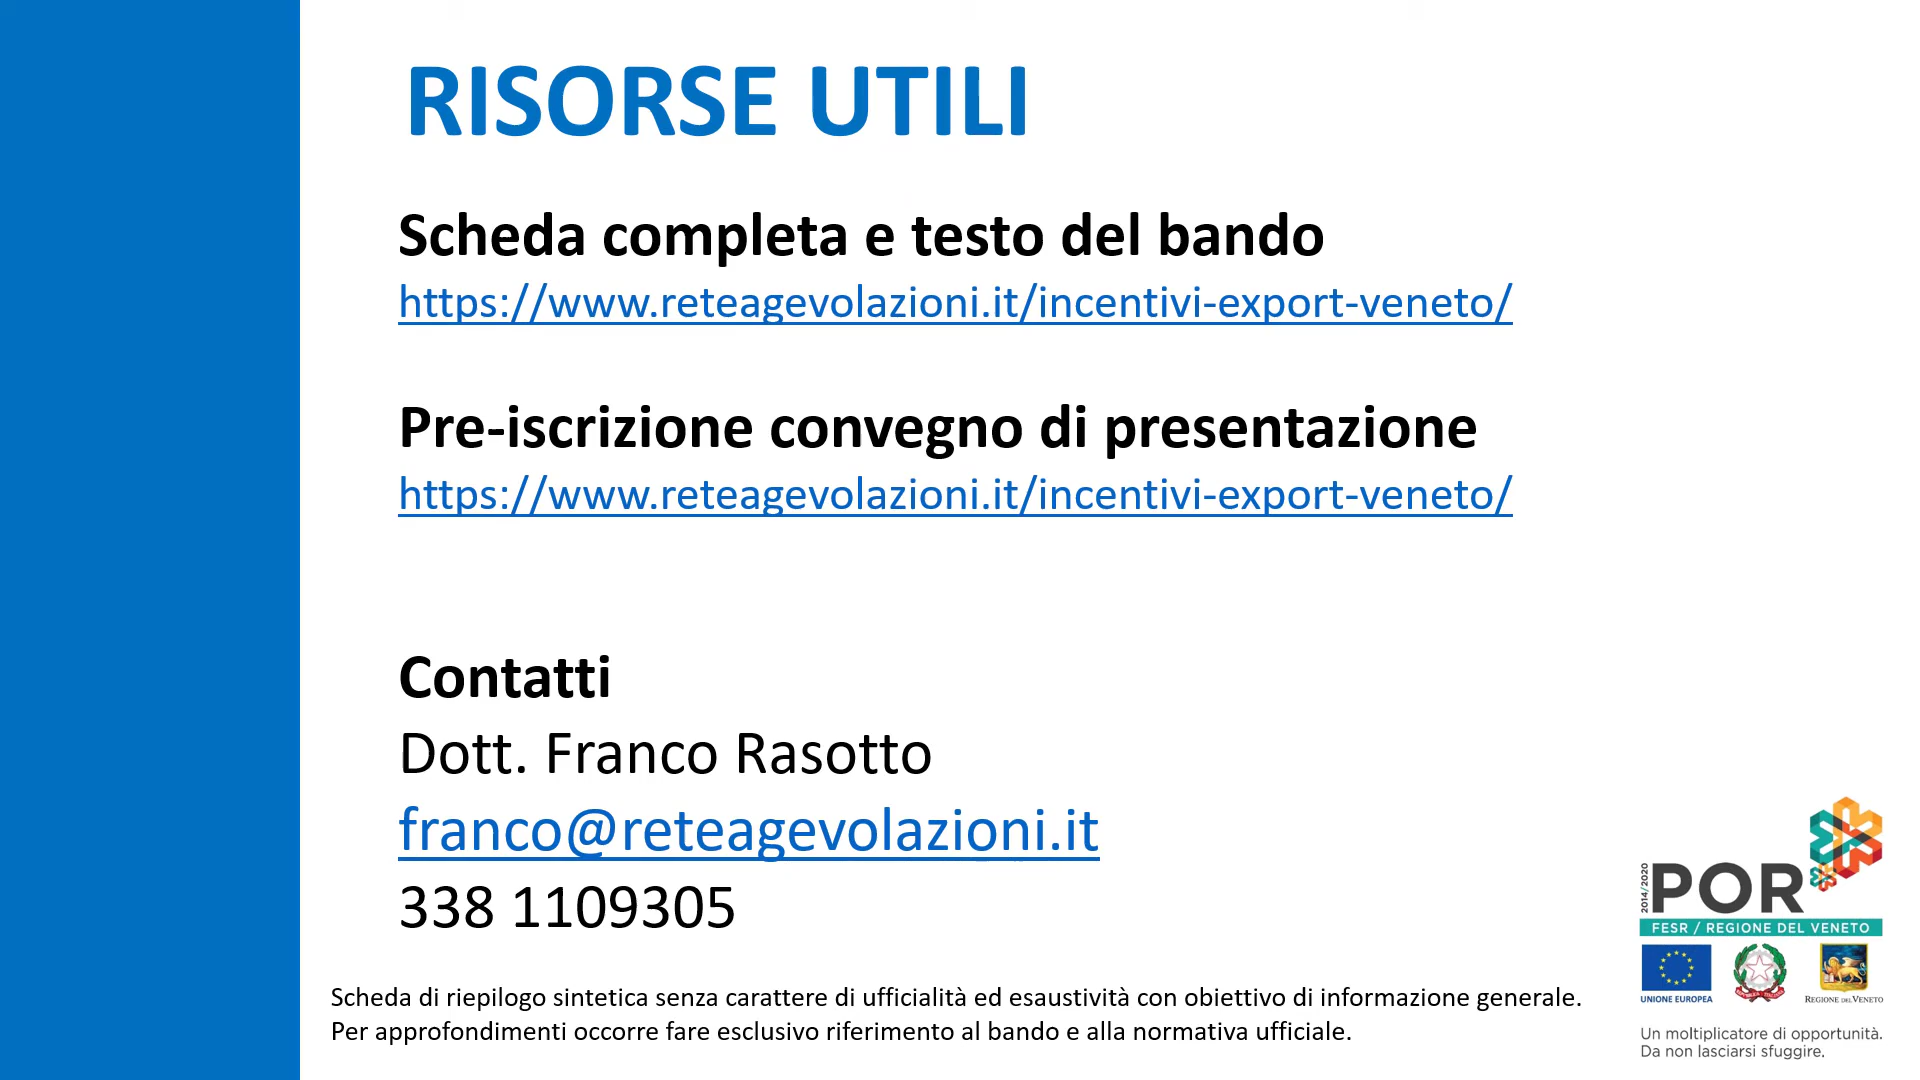 RISORSE UTILI
Scheda completa e testo del bando
https://www.reteagevolazioni.it/incentivi-export-veneto/
Pre-iscrizione convegno di presentazione
https://www.reteagevolazioni.it/incentivi-export-veneto/
Contatti
Dott. Franco Rasotto
franco@reteagevolazioni.it
338 1109305
Scheda di riepilogo sintetica senza carattere di ufficialità ed esaustività con obiettivo di informazione generale.
Per approfondimenti occorre fare esclusivo riferimento al bando e alla normativa ufficiale.
2014/2020
POR
FESR / REGIONE DEL VENETO
UNIONE EUROPEA
REGIONE DEL VENETO
Un moltiplicatore di opportunità.
Da non lasciarsi sfuggire.